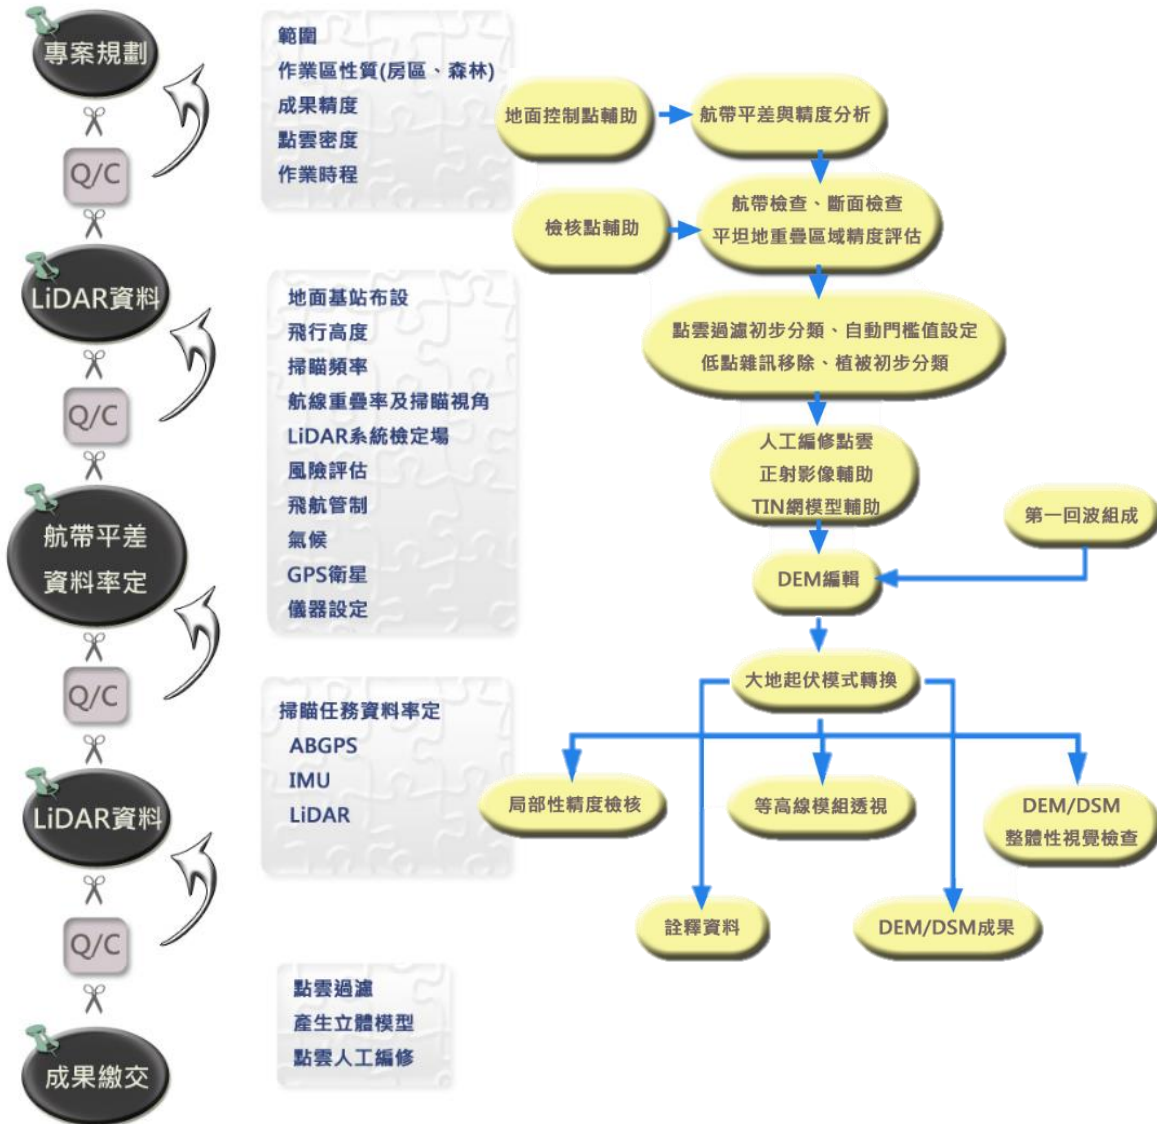 專案規劃
Q/C
LiDAR資料
Q/C
航帶平差
資料率定
Q/C
LiDAR資料
Q/C
成果繳交
範圍
作業區性質(房區、森林)
成果精度
點雲密度
作業時程
地面基站布設
飛行高度
掃瞄頻率
航線重疊率及掃瞄視角
LiDAR系統檢定場
風險評估
飛航管制
氣候
GPS衛星
儀器設定
掃瞄任務資料率定
ABGPS
IMU
LiDAR
點雲過濾
產生立體模型
點雲人工編修
地面控制點輔助
航帶平差與精度分析
檢核點輔助
航帶檢查、斷面檢查
平坦地重疊區域精度評估
點雲過濾初步分類、自動門檻值設定
低點雜訊移除、植被初步分類
人工編修點雲
正射影像輔助
TIN網模型輔助
第一回波組成
DEM編輯
大地起伏模式轉換
局部性精度檢核
等高線模組透視
DEM/DSM
整體性視覺檢查
詮釋資料
DEM/DSM成果